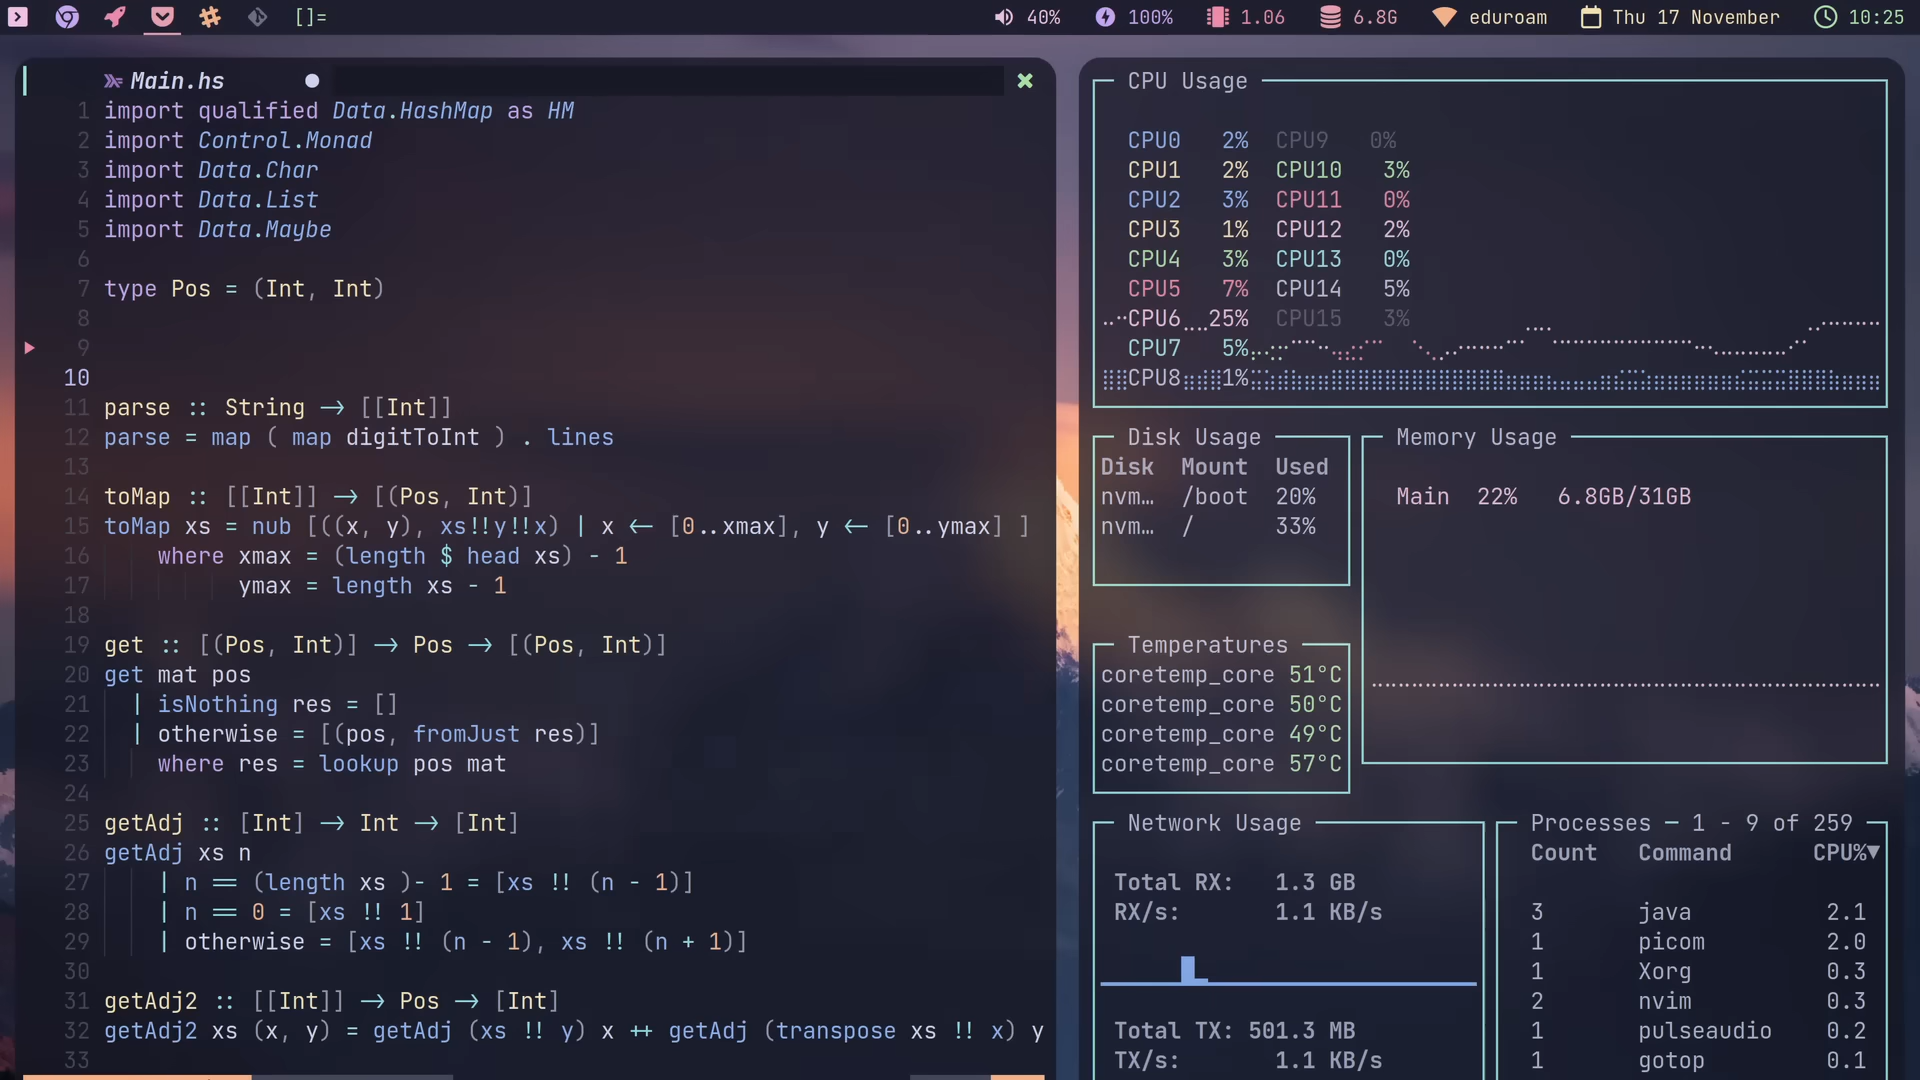 []=
40% 100% 1.06 6.8G eduroam Thu 17 November 10:25
Main.hs
1 import qualified Data.HashMap as HM
2 import Control.Monad
3 import Data.Char
4 import Data.List
5 import Data.Maybe
6
7 type Pos = (Int, Int)
8
9
10
11 parse :: String → [[Int]]
12 parse = map ( map digitToInt ) . lines
13
14 toMap :: [[Int]] → [(Pos, Int)]
15 toMap xs = nub [((x, y), xs!!y!!x) | x ← [0..xmax], y ← [0..ymax] ]
16 where xmax = (length $ head xs) - 1
17 ymax = length xs - 1
18
19 get :: [(Pos, Int)] → Pos → [(Pos, Int)]
20 get mat pos
21 | isNothing res = []
22 | otherwise = [(pos, fromJust res)]
23 where res = lookup pos mat
24
25 getAdj :: [Int] → Int → [Int]
26 getAdj xs n
27 | n == (length xs )- 1 = [xs !! (n - 1)]
28 | n == 0 = [xs !! 1]
29 | otherwise = [xs !! (n - 1), xs !! (n + 1)]
30
31 getAdj2 :: [[Int]] → Pos → [Int]
32 getAdj2 xs (x, y) = getAdj (xs !! y) x ++ getAdj (transpose xs !! x) y
33
CPU Usage
CPU0 2% CPU9 0%
CPU1 2% CPU10 3%
CPU2 3% CPU11 0%
CPU3 1% CPU12 2%
CPU4 3% CPU13 0%
CPU5 7% CPU14 5%
CPU6 25% CPU15 3%
CPU7 5%
CPU8 1%
Disk Usage
Disk Mount Used
nvm… /boot 20%
nvm… / 33%
Memory Usage
Main 22% 6.8GB/31GB
Temperatures
coretemp_core 51°C
coretemp_core 50°C
coretemp_core 49°C
coretemp_core 57°C
Network Usage
Total RX: 1.3 GB
RX/s: 1.1 KB/s
Total TX: 501.3 MB
TX/s: 1.1 KB/s
Processes 1 - 9 of 259
Count Command CPU%▼
3 java 2.1
1 picom 2.0
1 Xorg 0.3
2 nvim 0.3
1 pulseaudio 0.2
1 gotop 0.1